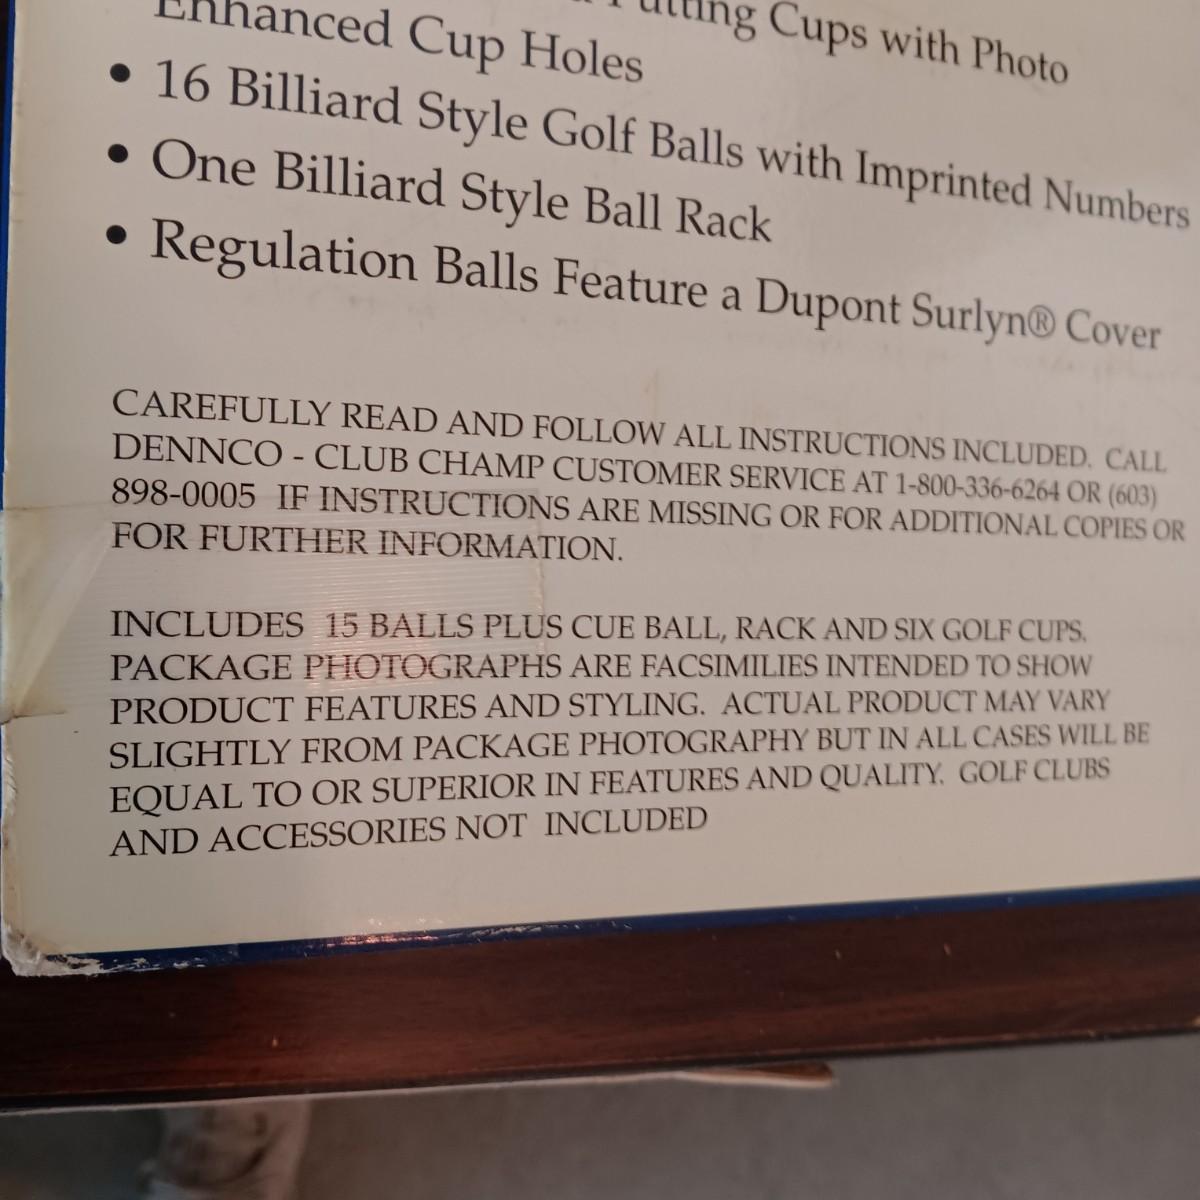 Putting Cups with Photo
Enhanced Cup Holes
• 16 Billiard Style Golf Balls with Imprinted Numbers
• One Billiard Style Ball Rack
• Regulation Balls Feature a Dupont Surlyn® Cover
CAREFULLY READ AND FOLLOW ALL INSTRUCTIONS INCLUDED. CALL
DENNCO - CLUB CHAMP CUSTOMER SERVICE AT 1-800-336-6264 OR (603)
898-0005 IF INSTRUCTIONS ARE MISSING OR FOR ADDITIONAL COPIES OR
FOR FURTHER INFORMATION.
INCLUDES 15 BALLS PLUS CUE BALL, RACK AND SIX GOLF CUPS.
PACKAGE PHOTOGRAPHS ARE FACSIMILIES INTENDED TO SHOW
PRODUCT FEATURES AND STYLING. ACTUAL PRODUCT MAY VARY
SLIGHTLY FROM PACKAGE PHOTOGRAPHY BUT IN ALL CASES WILL BE
EQUAL TO OR SUPERIOR IN FEATURES AND QUALITY. GOLF CLUBS
AND ACCESSORIES NOT INCLUDED